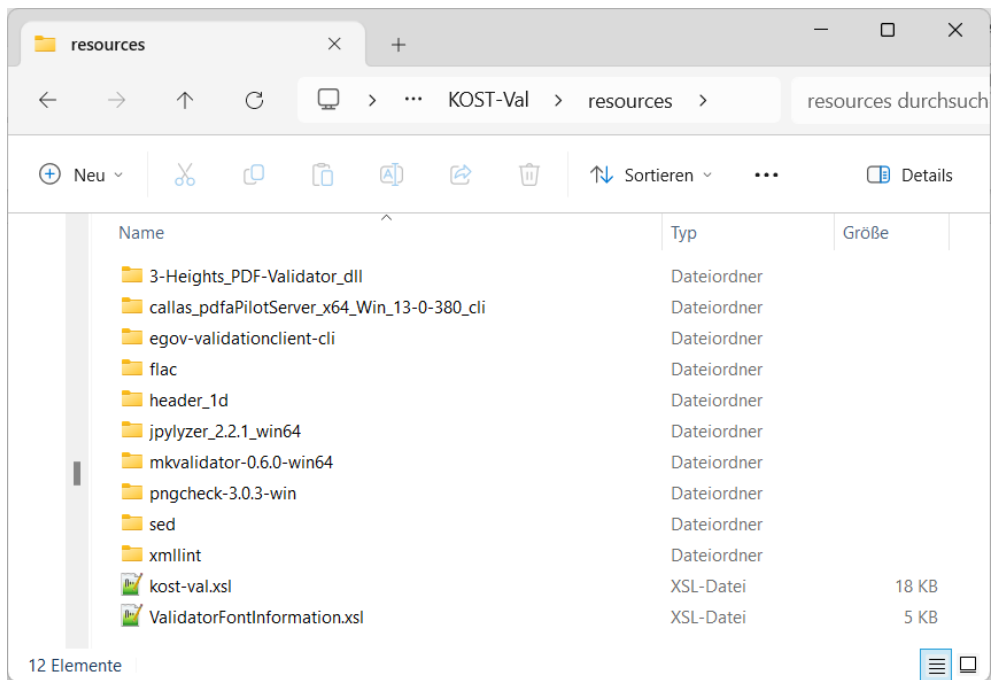 resources
KOST-Val > resources >
resources durchsuch
Neu
Sortieren
Details
Name Typ Größe
3-Heights_PDF-Validator_dll Dateiordner
callas_pdfaPilotServer_x64_Win_13-0-380_cli Dateiordner
egov-validationclient-cli Dateiordner
flac Dateiordner
header_1d Dateiordner
jpylyzer_2.2.1_win64 Dateiordner
mkvalidator-0.6.0-win64 Dateiordner
pngcheck-3.0.3-win Dateiordner
sed Dateiordner
xmllint Dateiordner
kost-val.xsl XSL-Datei 18 KB
ValidatorFontInformation.xsl XSL-Datei 5 KB
12 Elemente